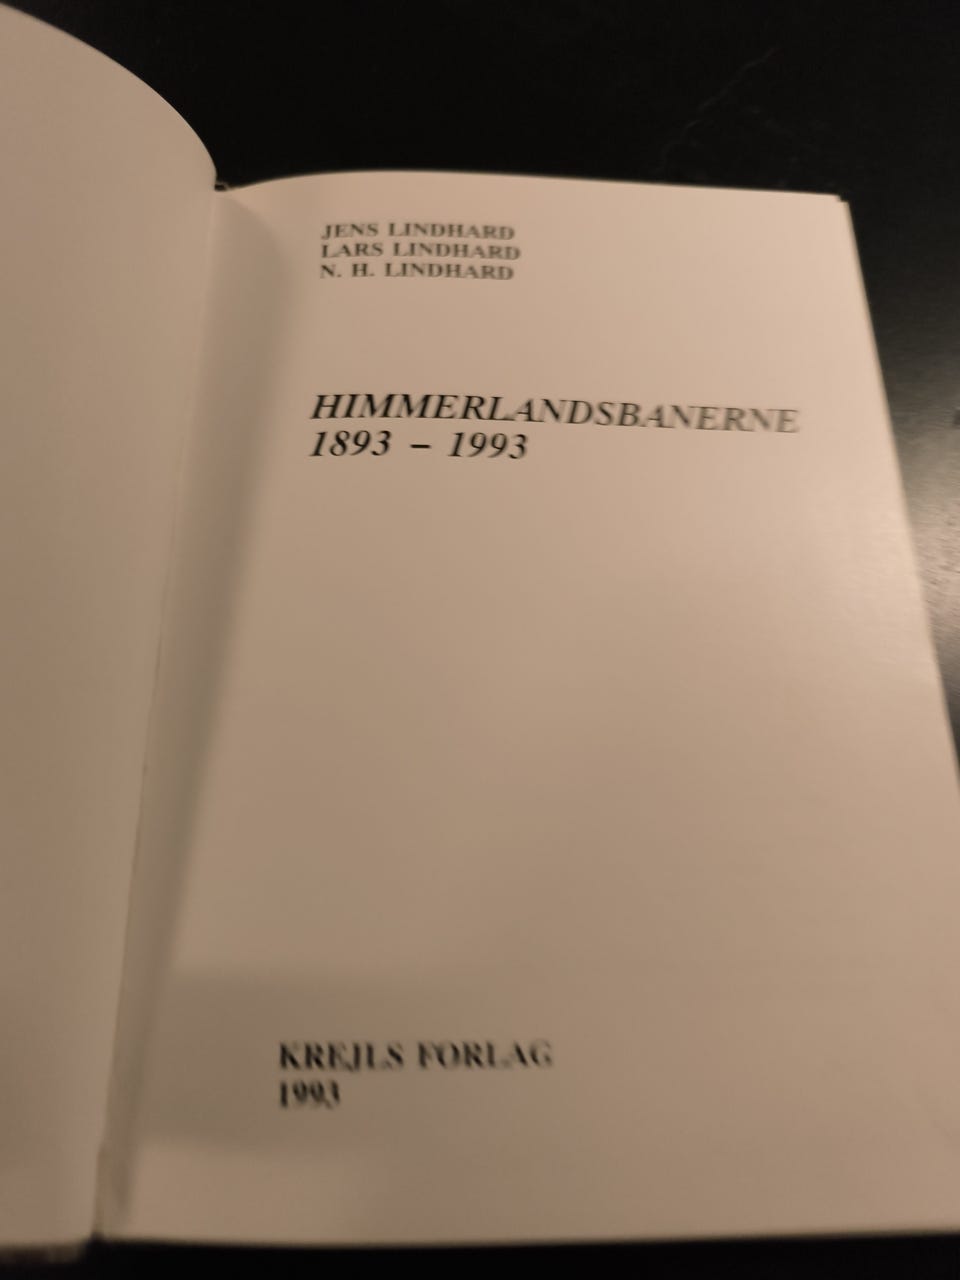 JENS LINDHARD
LARS LINDHARD
N. H. LINDHARD
HIMMERLANDSBANERNE
1893 – 1993
KREJLS FORLAG
1993